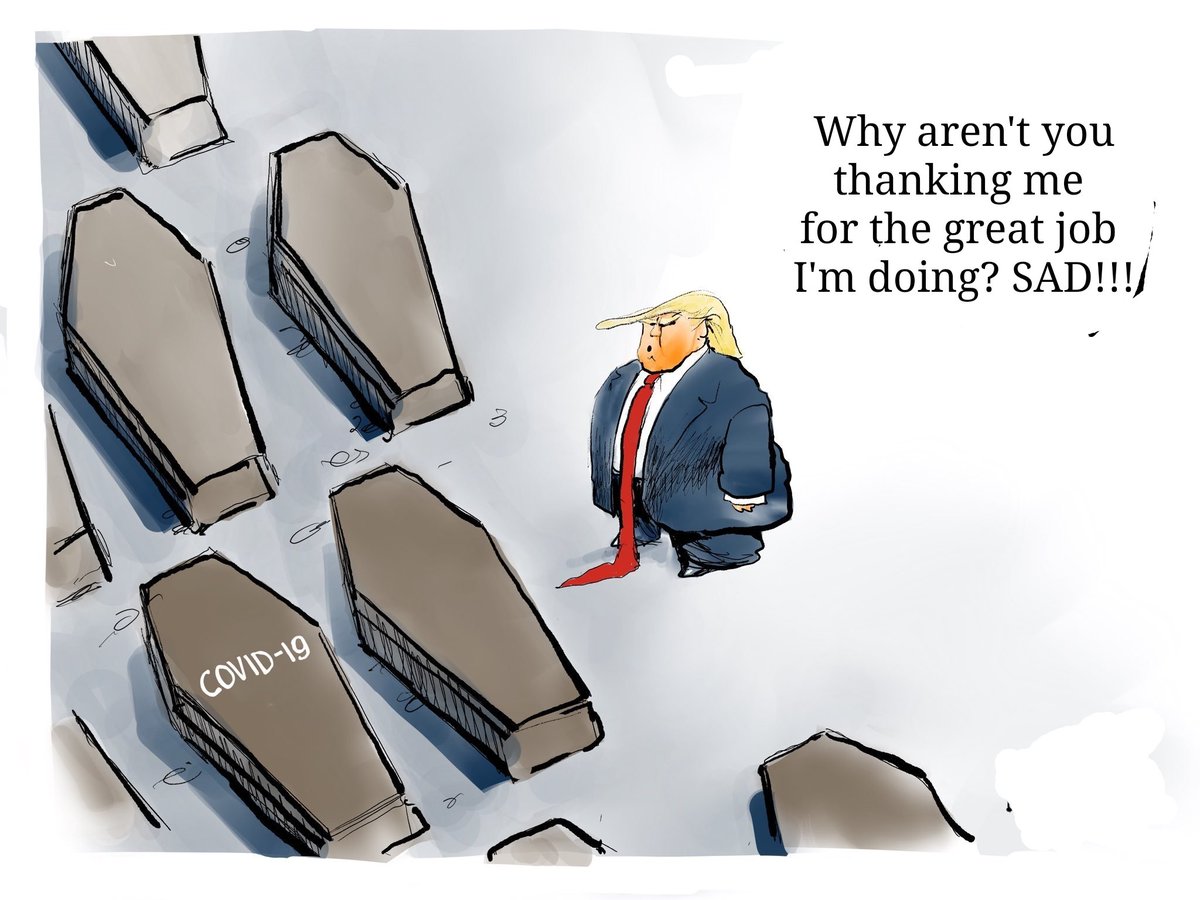 Why aren't you
thanking me
for the great job
I'm doing? SAD!!!
COVID-19